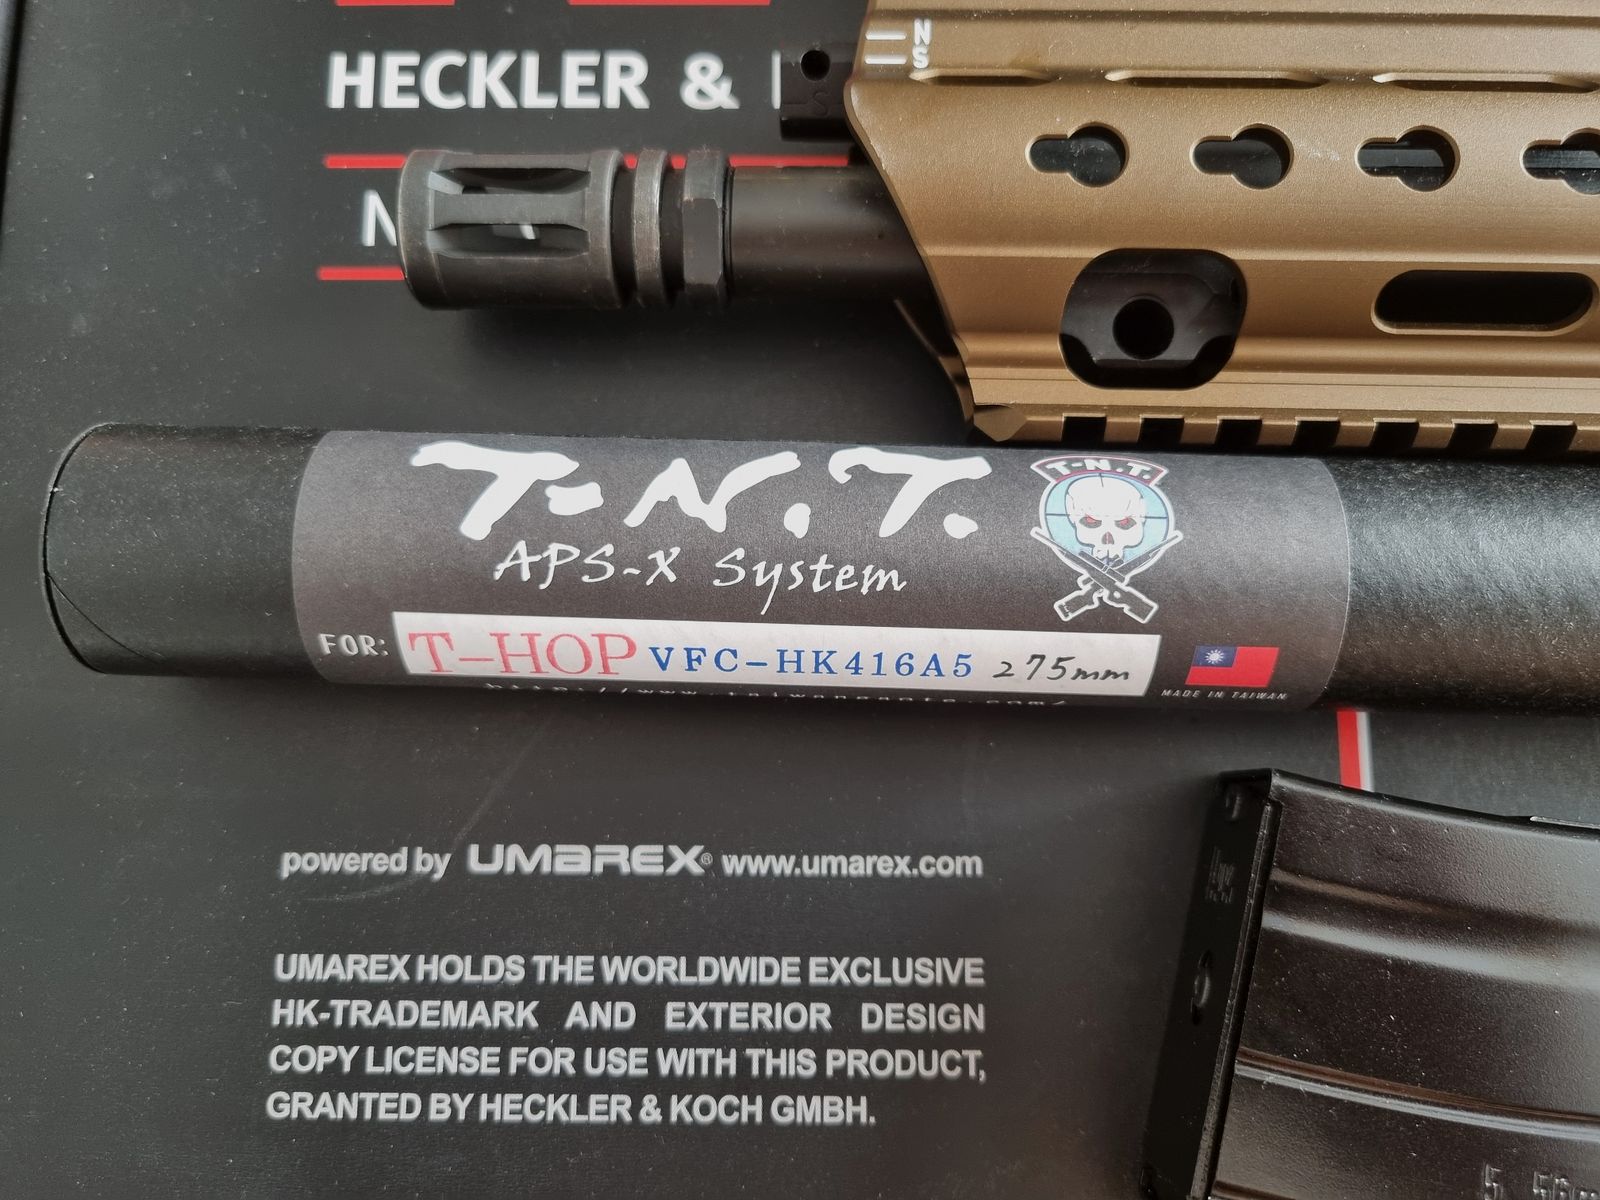 N
S
HECKLER &
T-N.T.
T-N.T.
APS-X System
FOR: T-HOP VFC-HK416A5 275mm
MADE IN TAIWAN
powered by UMAREX® www.umarex.com
UMAREX HOLDS THE WORLDWIDE EXCLUSIVE
HK-TRADEMARK AND EXTERIOR DESIGN
COPY LICENSE FOR USE WITH THIS PRODUCT,
GRANTED BY HECKLER & KOCH GMBH.